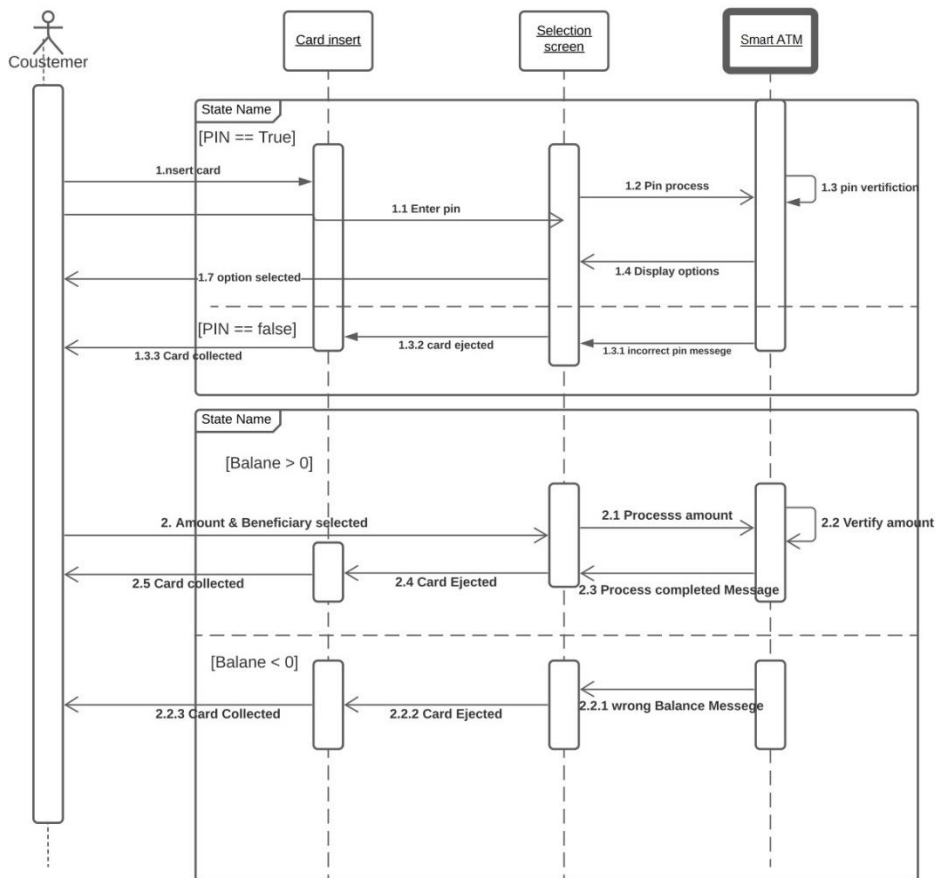 Coustemer
Card insert
Selection
screen
Smart ATM
State Name
[PIN == True]
1.nsert card
1.2 Pin process
1.3 pin vertifiction
1.1 Enter pin
1.7 option selected
1.4 Display options
[PIN == false]
1.3.3 Card collected
1.3.2 card ejected
1.3.1 incorrect pin messege
State Name
[Balane > 0]
2. Amount & Beneficiary selected
2.1 Processs amount
2.2 Vertify amount
2.5 Card collected
2.4 Card Ejected
2.3 Process completed Message
[Balane < 0]
2.2.3 Card Collected
2.2.2 Card Ejected
2.2.1 wrong Balance Messege